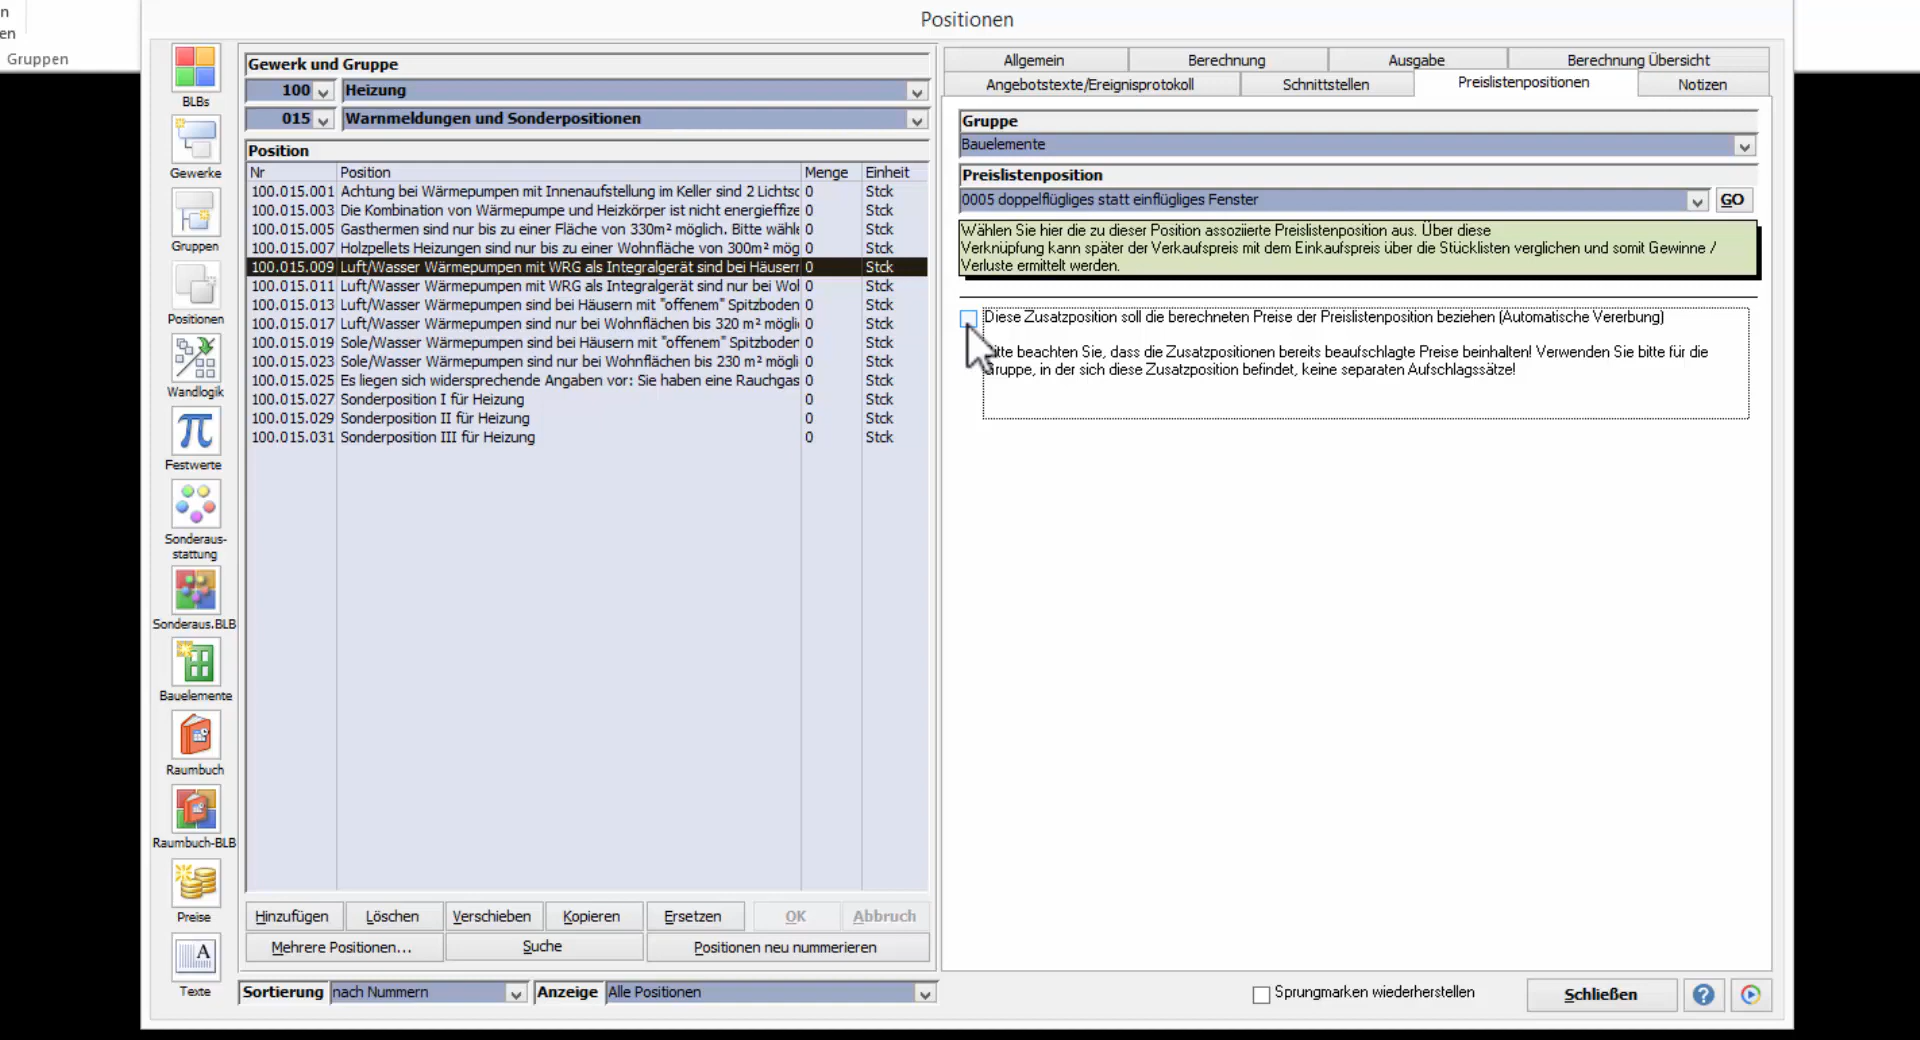 n
en
Gruppen
Positionen
BLBs
Gewerke
Gruppen
Positionen
Wandlogik
Festwerte
Sonderaus-
stattung
Sonderaus.BLB
Bauelemente
Raumbuch
Raumbuch-BLB
Preise
Texte
Gewerk und Gruppe
100 Heizung
015 Warnmeldungen und Sonderpositionen
Position
Nr Position Menge Einheit
100.015.001 Achtung bei Wärmepumpen mit Innenaufstellung im Keller sind 2 Lichtsc 0 Stck
100.015.003 Die Kombination von Wärmepumpe und Heizkörper ist nicht energieffize 0 Stck
100.015.005 Gasthermen sind nur bis zu einer Fläche von 330m² möglich. Bitte wähle 0 Stck
100.015.007 Holzpellets Heizungen sind nur bis zu einer Wohnfläche von 300m² mög 0 Stck
100.015.009 Luft/Wasser Wärmepumpen mit WRG als Integralgerät sind bei Häusern 0 Stck
100.015.011 Luft/Wasser Wärmepumpen mit WRG als Integralgerät sind nur bei Wol 0 Stck
100.015.013 Luft/Wasser Wärmepumpen sind bei Häusern mit "offenem" Spitzboden 0 Stck
100.015.017 Luft/Wasser Wärmepumpen sind nur bei Wohnflächen bis 320 m² mögli 0 Stck
100.015.019 Sole/Wasser Wärmepumpen sind bei Häusern mit "offenem" Spitzboden 0 Stck
100.015.023 Sole/Wasser Wärmepumpen sind nur bei Wohnflächen bis 230 m² mögli 0 Stck
100.015.025 Es liegen sich widersprechende Angaben vor: Sie haben eine Rauchgas 0 Stck
100.015.027 Sonderposition I für Heizung 0 Stck
100.015.029 Sonderposition II für Heizung 0 Stck
100.015.031 Sonderposition III für Heizung 0 Stck
Hinzufügen Löschen Verschieben Kopieren Ersetzen OK Abbruch
Mehrere Positionen... Suche Positionen neu nummerieren
Sortierung nach Nummern Anzeige Alle Positionen
Allgemein Berechnung Ausgabe Berechnung Übersicht
Angebotstexte/Ereignisprotokoll Schnittstellen Preislistenpositionen Notizen
Gruppe
Bauelemente
Preislistenposition
0005 doppelflügliges statt einflügliges Fenster GO
Wählen Sie hier die zu dieser Position assoziierte Preislistenposition aus. Über diese
Verknüpfung kann später der Verkaufspreis mit dem Einkaufspreis über die Stücklisten verglichen und somit Gewinne /
Verluste ermittelt werden.
Diese Zusatzposition soll die berechneten Preise der Preislistenposition beziehen (Automatische Vererbung)
itte beachten Sie, dass die Zusatzpositionen bereits beaufschlagte Preise beinhalten! Verwenden Sie bitte für die
Gruppe, in der sich diese Zusatzposition befindet, keine separaten Aufschlagssätze!
Sprungmarken wiederherstellen Schließen ?